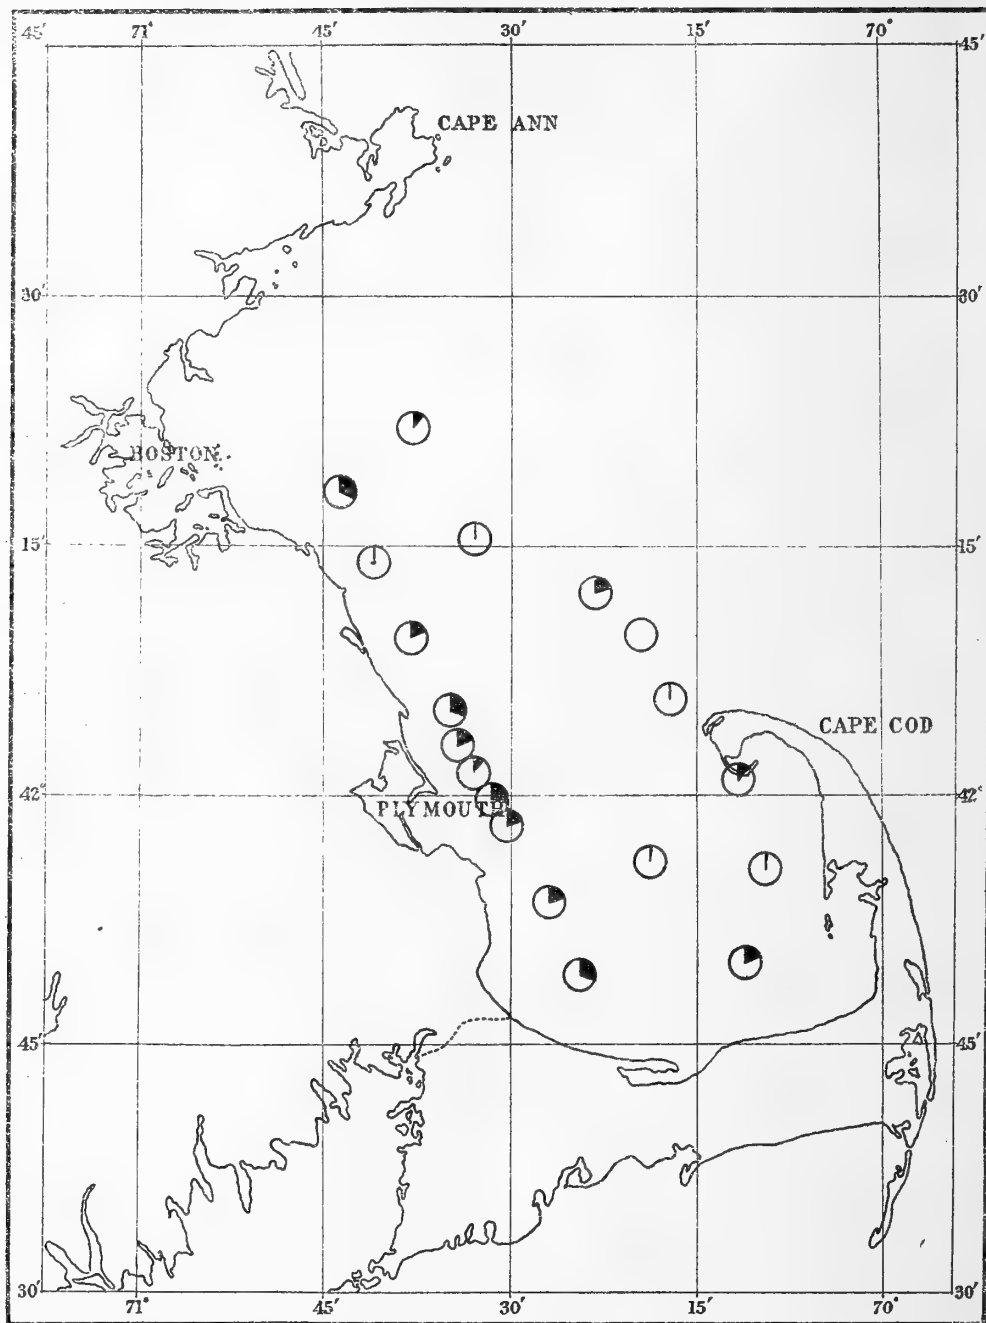 45′ 71° 45′ 30′ 15′ 70° 45′
CAPE ANN
30′ 30′
BOSTON
15′ 15′
CAPE COD
42° 42°
PLYMOUTH
45′ 45′
30′ 71° 45′ 30′ 15′ 70° 30′